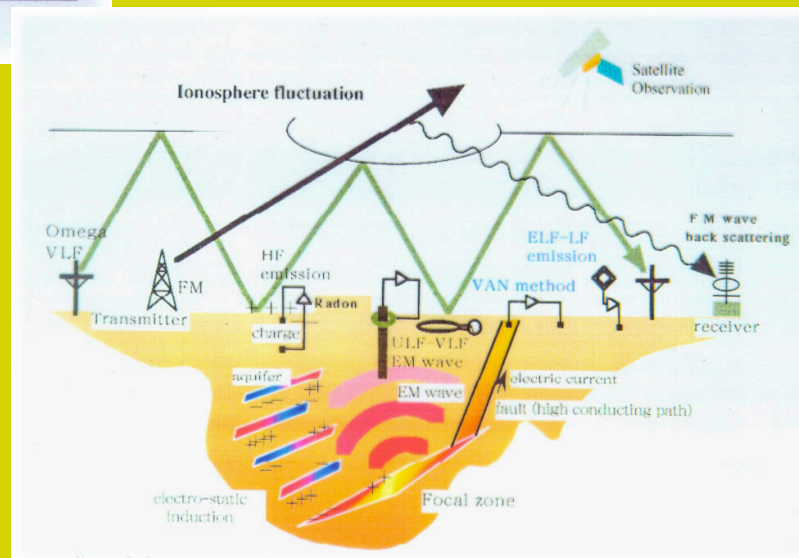 Ionosphere fluctuation
Satellite
Observation
Omega
VLF
FM
Transmitter
HF
emission
Radon
+ + +
charge
ELF-LF
emission
VAN method
FM wave
back scattering
receiver
ULF-VLF
EM wave
aquifer
EM wave
electric current
fault (high conducting path)
electro-static
induction
Focal zone